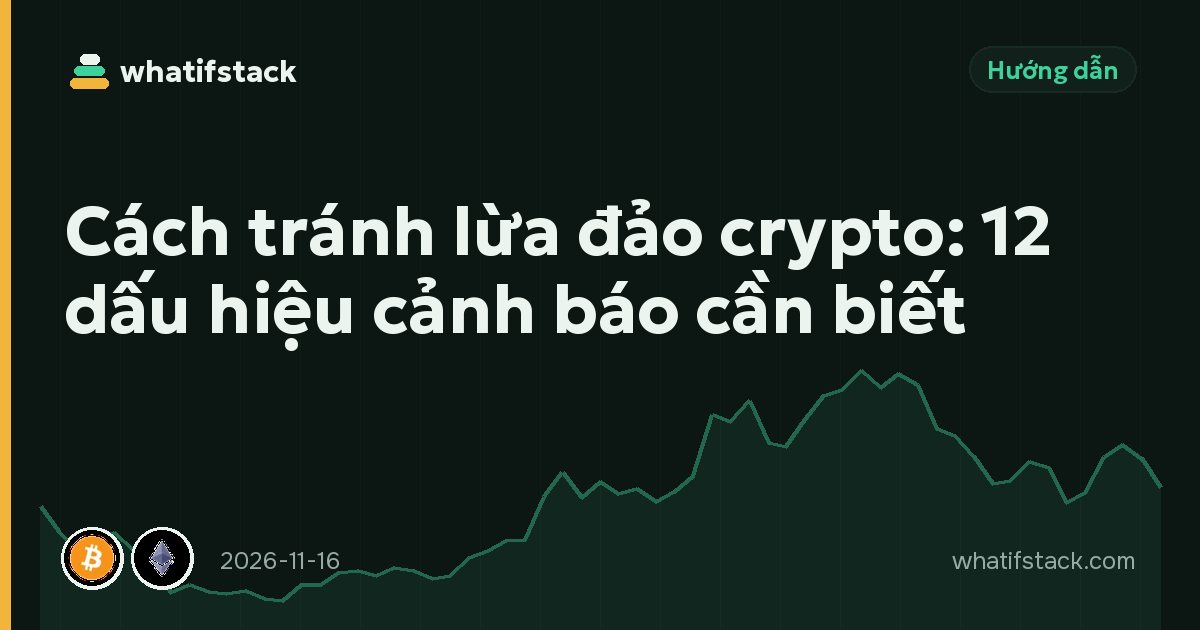 whatifstack
Hướng dẫn
Cách tránh lừa đảo crypto: 12
dấu hiệu cảnh báo cần biết
2026-11-16
whatifstack.com